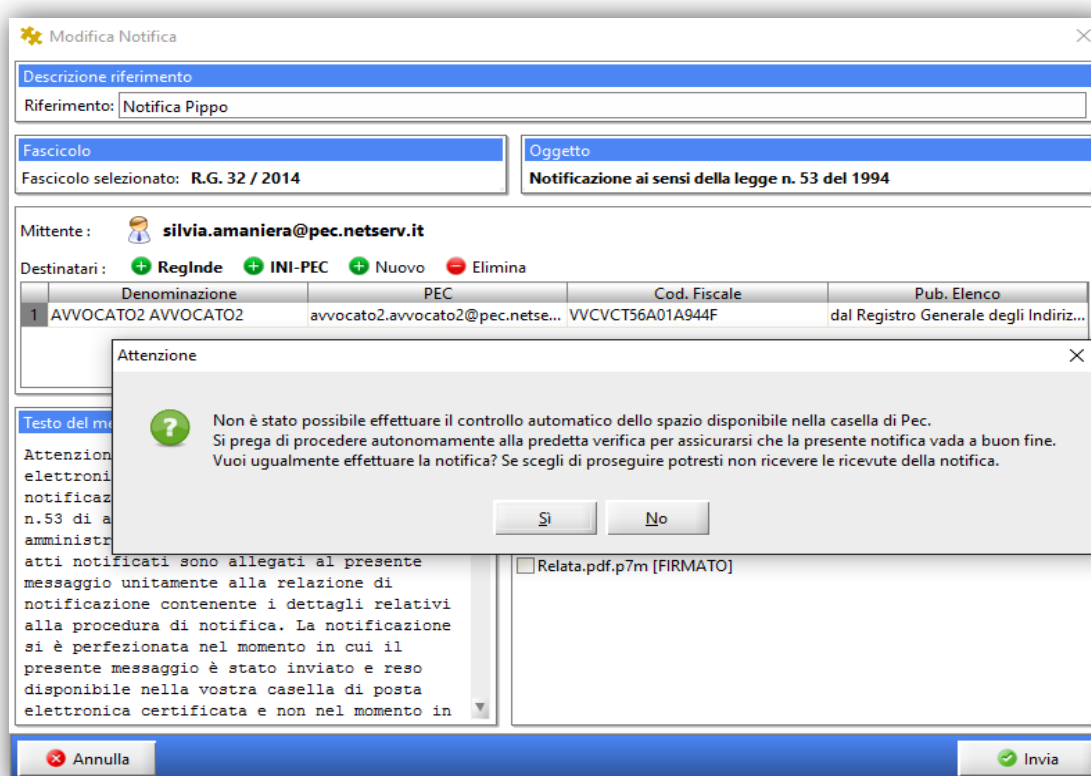 Modifica Notifica
Descrizione riferimento
Riferimento: Notifica Pippo
Fascicolo
Fascicolo selezionato: R.G. 32 / 2014
Oggetto
Notificazione ai sensi della legge n. 53 del 1994
Mittente : silvia.amaniera@pec.netserv.it
Destinatari : RegInde INI-PEC Nuovo Elimina
Denominazione PEC Cod. Fiscale Pub. Elenco
1 AVVOCATO2 AVVOCATO2 avvocato2.avvocato2@pec.netse... VVCVCT56A01A944F dal Registro Generale degli Indiriz...
Attenzione
Non è stato possibile effettuare il controllo automatico dello spazio disponibile nella casella di Pec.
Si prega di procedere autonomamente alla predetta verifica per assicurarsi che la presente notifica vada a buon fine.
Vuoi ugualmente effettuare la notifica? Se scegli di proseguire potresti non ricevere le ricevute della notifica.
Sì No
Testo del me
Attenzion
elettroni
notificaz
n.53 di a
amministr
atti notificati sono allegati al presente
messaggio unitamente alla relazione di
notificazione contenente i dettagli relativi
alla procedura di notifica. La notificazione
si è perfezionata nel momento in cui il
presente messaggio è stato inviato e reso
disponibile nella vostra casella di posta
elettronica certificata e non nel momento in
Relata.pdf.p7m [FIRMATO]
Annulla Invia